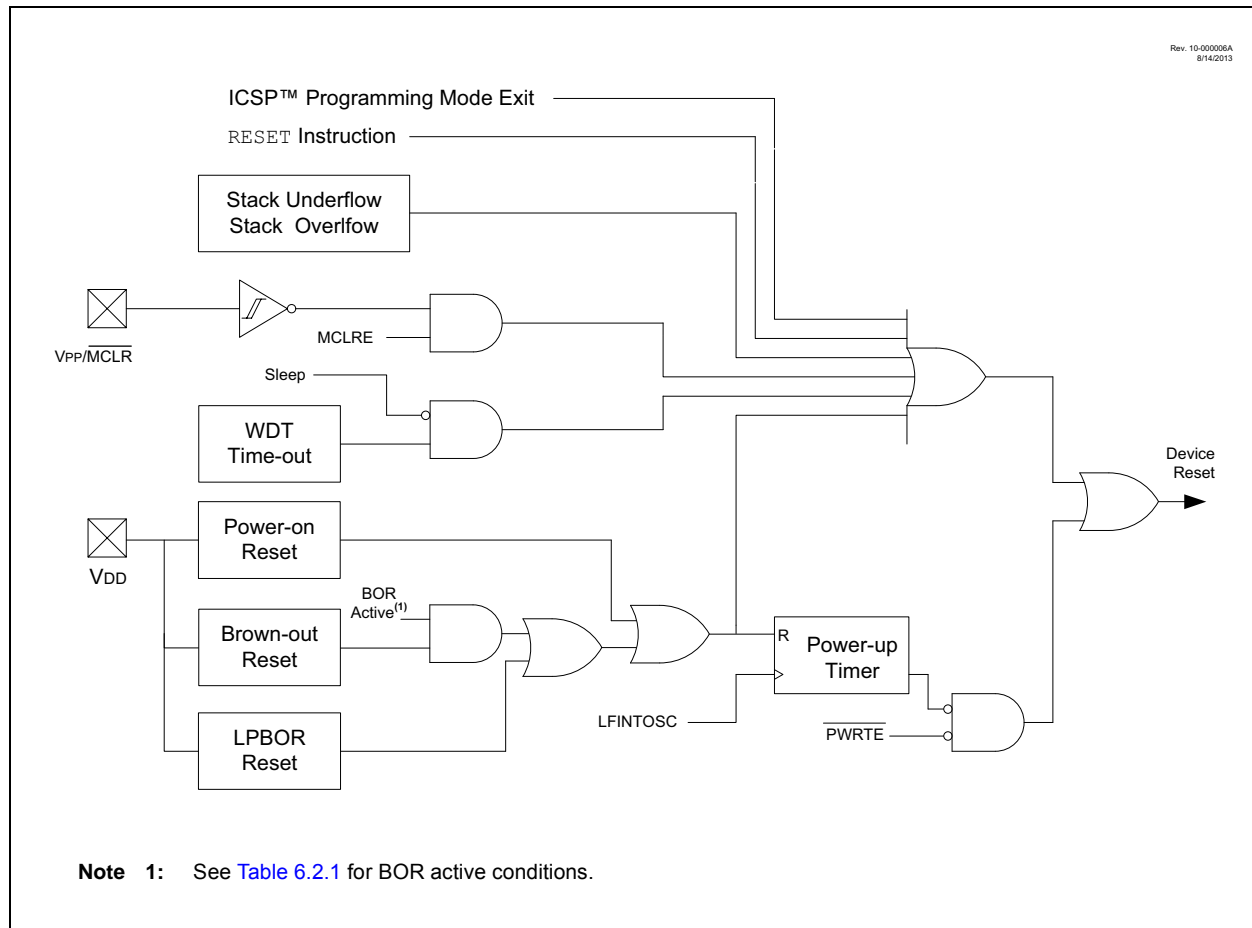 Rev. 10-000006A
8/14/2013
ICSP™ Programming Mode Exit
RESET Instruction
Stack Underflow
Stack Overlfow
VPP/MCLR
MCLRE
Sleep
WDT
Time-out
Device
Reset
VDD
Power-on
Reset
BOR
Active(1)
Brown-out
Reset
R
Power-up
Timer
LFINTOSC
PWRTE
LPBOR
Reset
Note 1: See Table 6.2.1 for BOR active conditions.